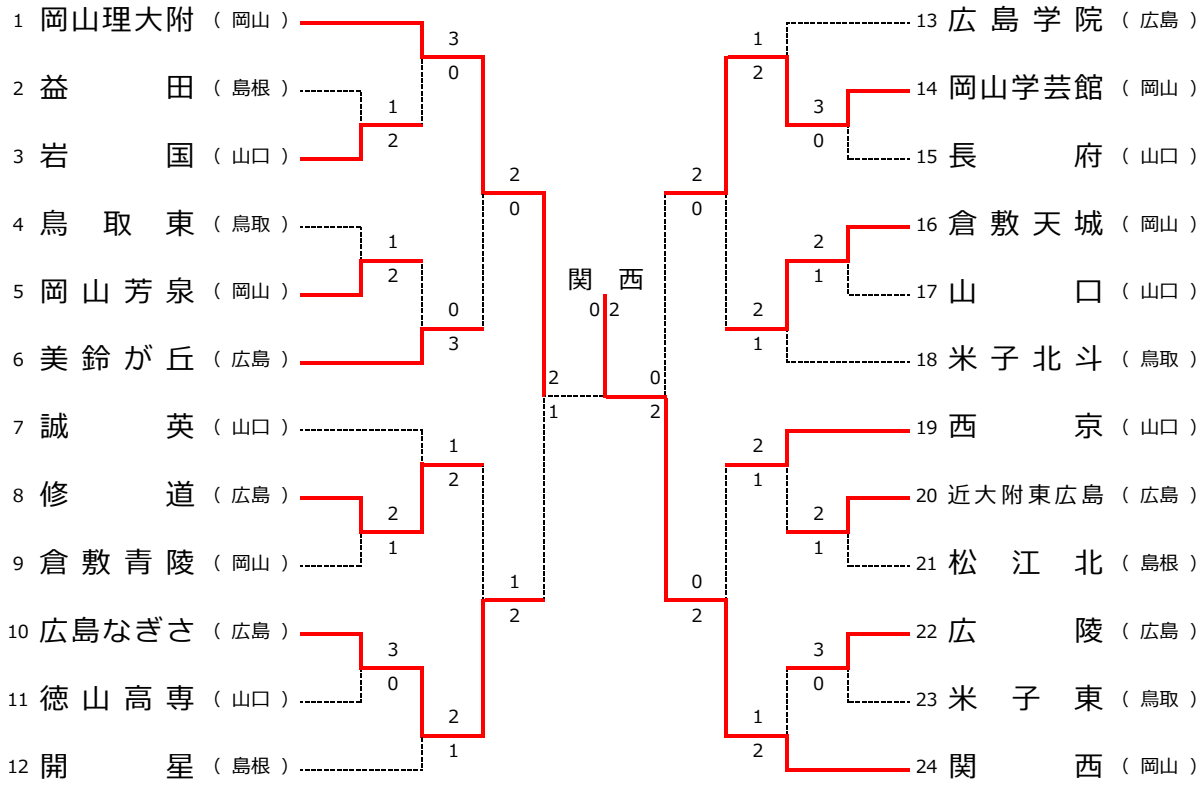 1 岡山理大附 ( 岡山 )
2 益田 ( 島根 )
3 岩国 ( 山口 )
4 鳥取東 ( 鳥取 )
5 岡山芳泉 ( 岡山 )
6 美鈴が丘 ( 広島 )
7 誠英 ( 山口 )
8 修道 ( 広島 )
9 倉敷青陵 ( 岡山 )
10 広島なぎさ ( 広島 )
11 徳山高専 ( 山口 )
12 開星 ( 島根 )
3
0
1
2
2
0
1
2
0
3
2
1
1
2
2
1
1
2
3
0
2
1
関西
0 2
1
2
3
0
2
0
2
1
2
1
0
2
2
1
2
1
0
2
3
0
1
2
13 広島学院 ( 広島 )
14 岡山学芸館 ( 岡山 )
15 長府 ( 山口 )
16 倉敷天城 ( 岡山 )
17 山口 ( 山口 )
18 米子北斗 ( 鳥取 )
19 西京 ( 山口 )
20 近大附東広島 ( 広島 )
21 松江北 ( 島根 )
22 広陵 ( 広島 )
23 米子東 ( 鳥取 )
24 関西 ( 岡山 )